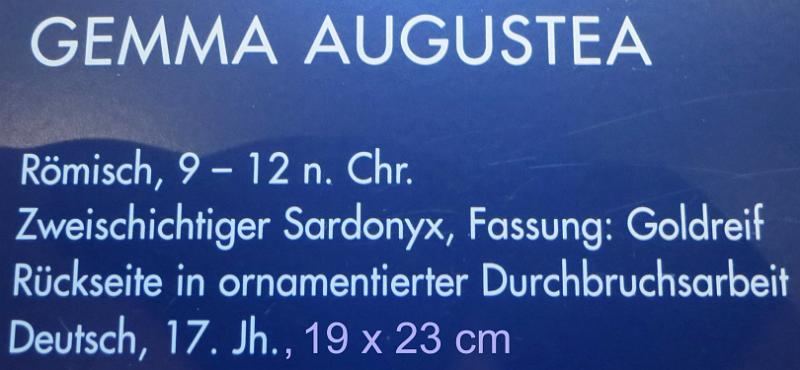 GEMMA AUGUSTEA
Römisch, 9 – 12 n. Chr.
Zweischichtiger Sardonyx, Fassung: Goldreif
Rückseite in ornamentierter Durchbruchsarbeit
Deutsch, 17. Jh., 19 x 23 cm